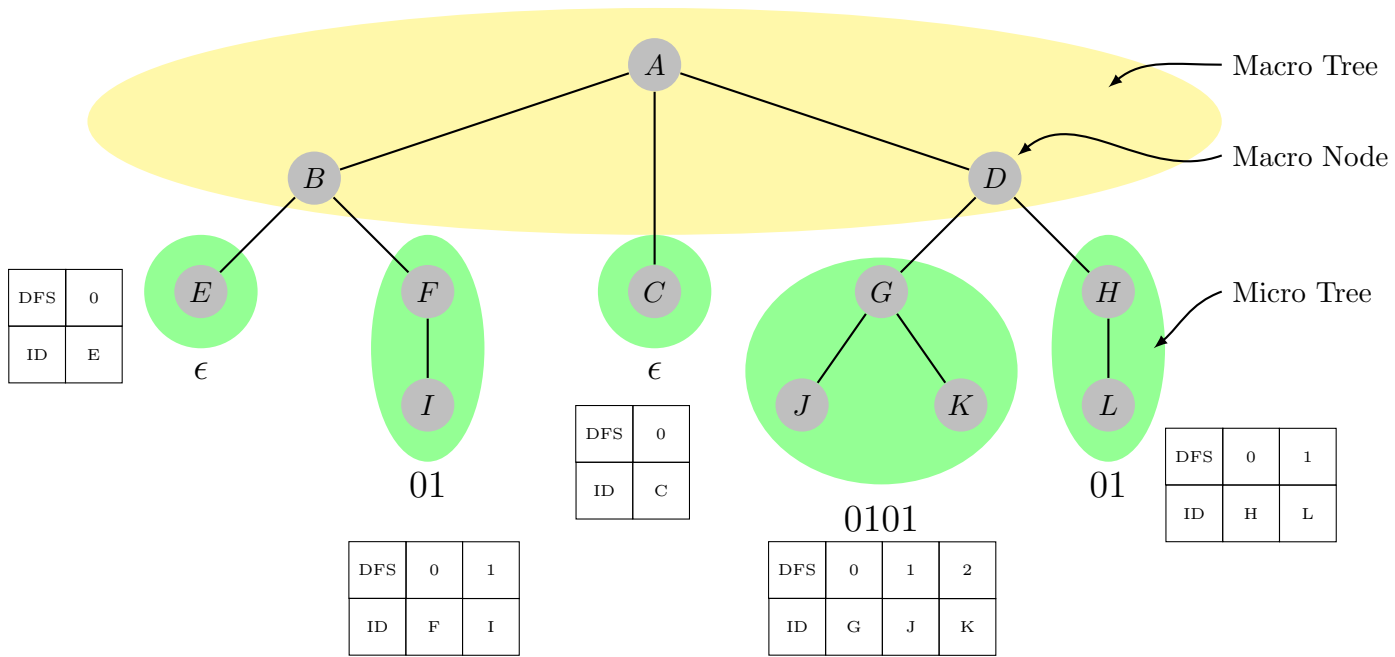 A
Macro Tree
Macro Node
B
D
E
F
C
G
H
Micro Tree
DFS 0
ID E
ϵ
ϵ
I
J
K
L
DFS 0
ID C
01
01
DFS 0 1
ID H L
0101
DFS 0 1
ID F I
DFS 0 1 2
ID G J K